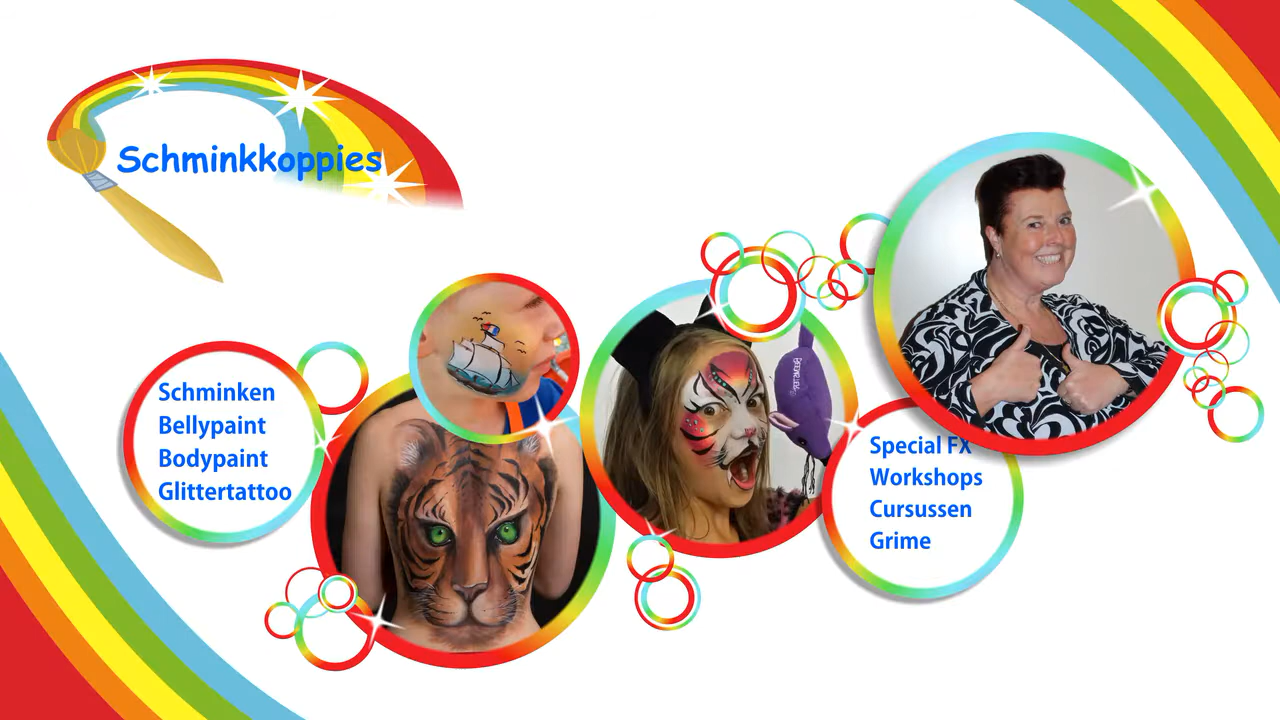 Schminkkoppies
Schminken
Bellypaint
Bodypaint
Glittertattoo
Special FX
Workshops
Cursussen
Grime